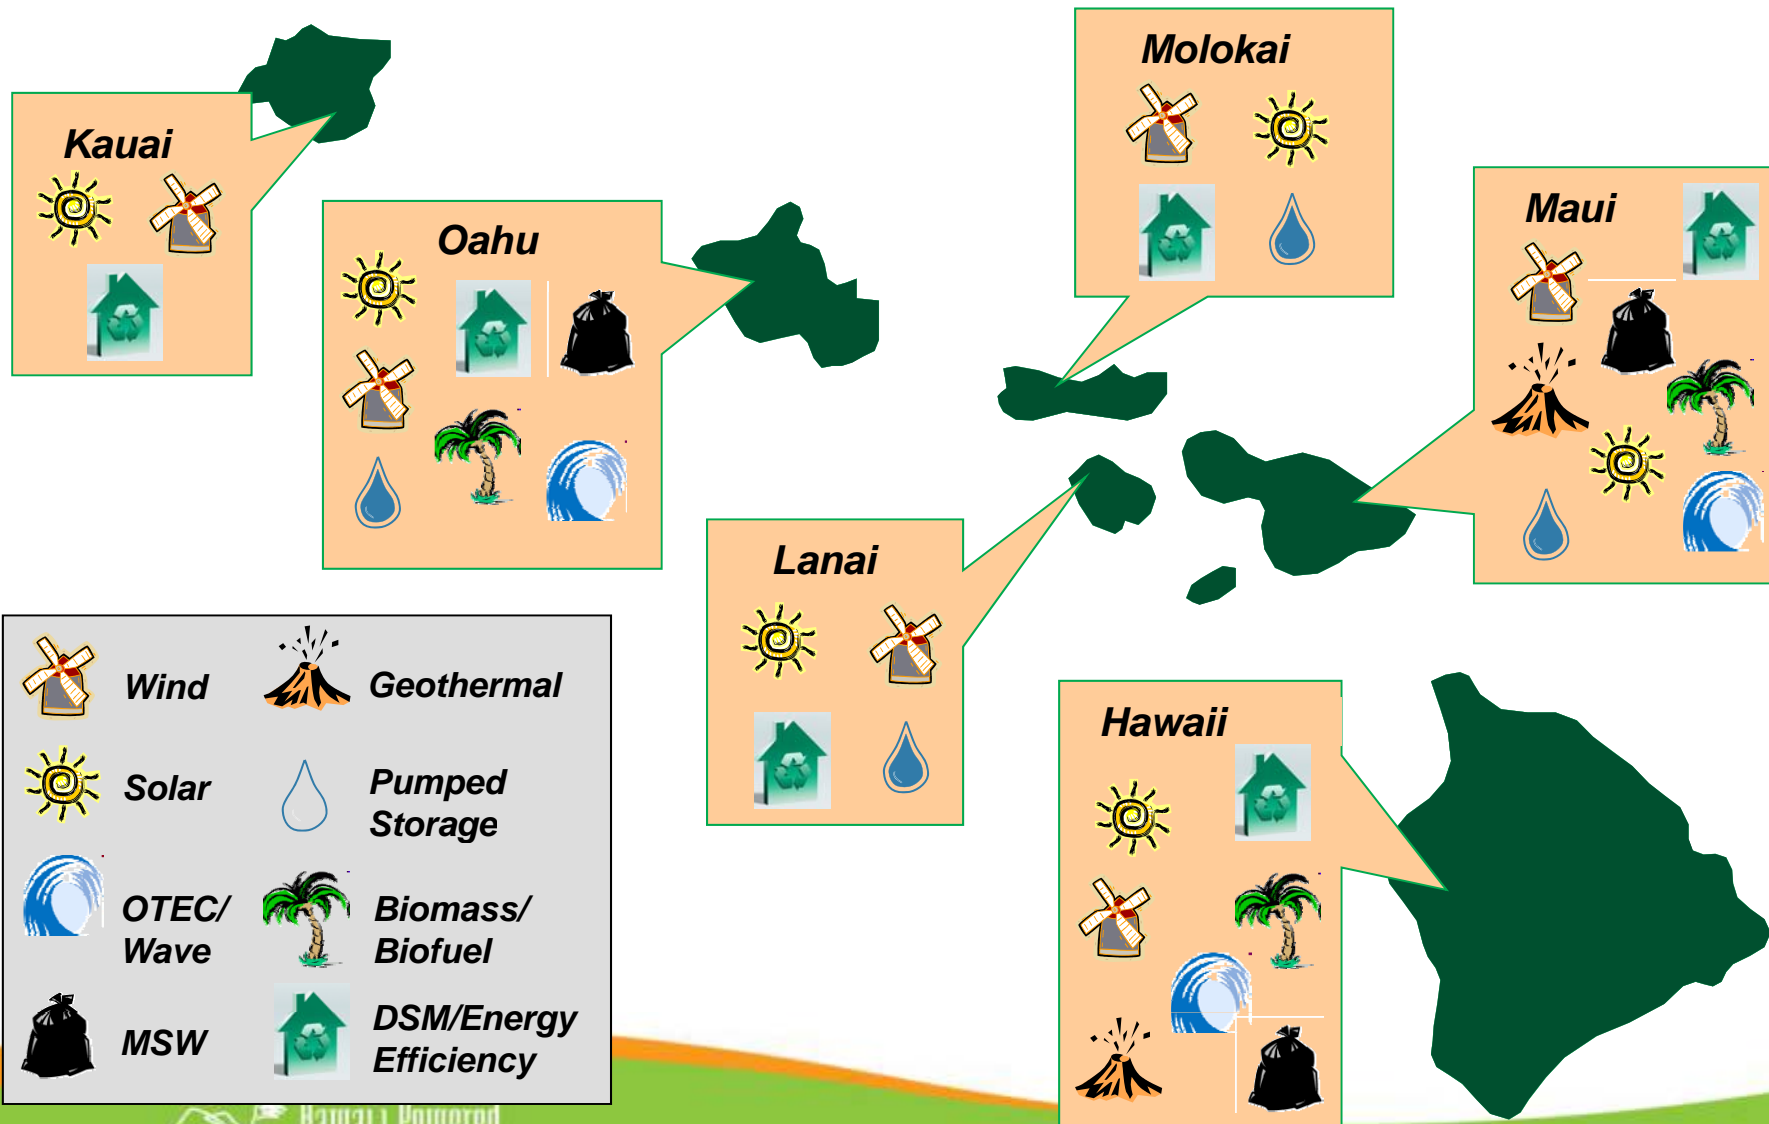 Molokai
Kauai
Maui
Oahu
Lanai
Hawaii
Wind
Geothermal
Solar
Pumped
Storage
OTEC/
Wave
Biomass/
Biofuel
MSW
DSM/Energy
Efficiency